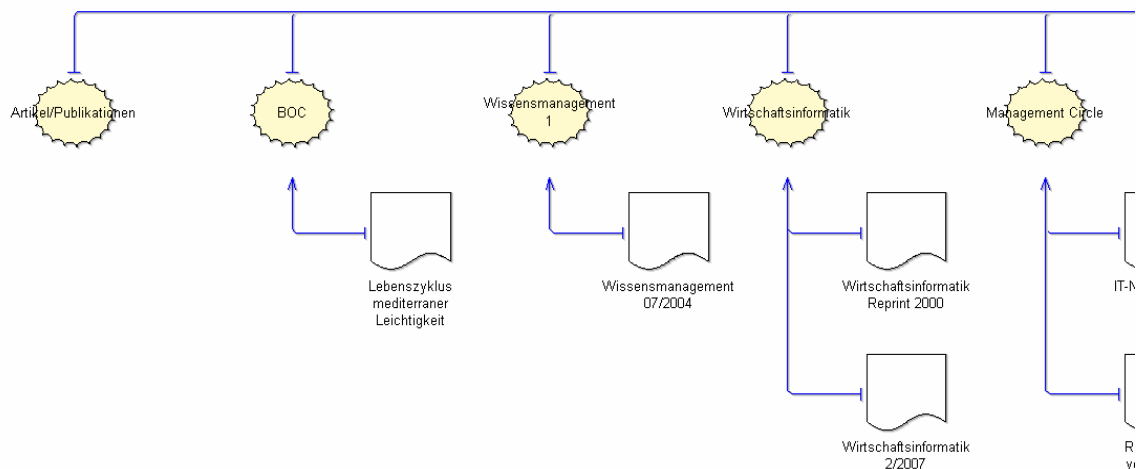 Artikel/Publikationen
BOC
Wissensmanagement
1
Wirtschaftsinformatik
Management Circle
Lebenszyklus
mediterraner
Leichtigkeit
Wissensmanagement
07/2004
Wirtschaftsinformatik
Reprint 2000
IT-N
Wirtschaftsinformatik
2/2007
R
v